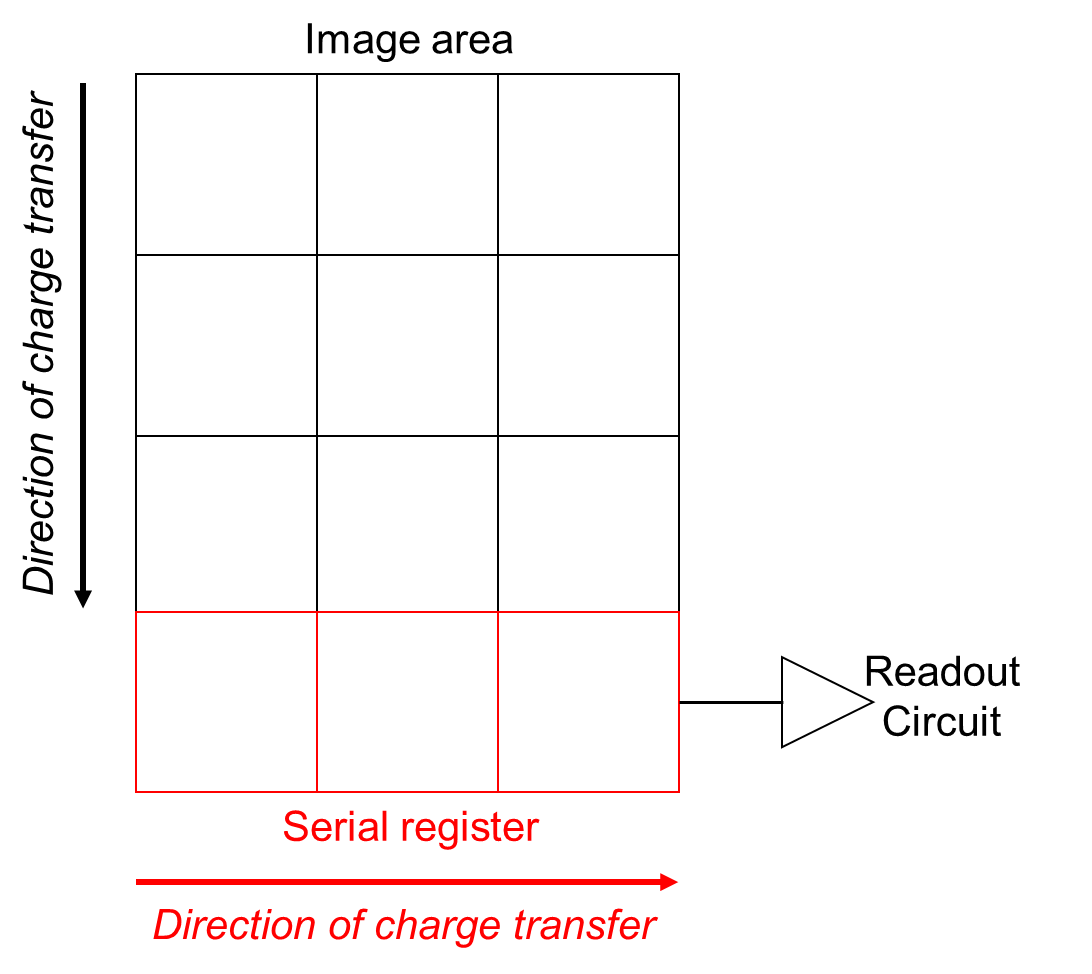 Image area
Direction of charge transfer
Readout
Circuit
Serial register
Direction of charge transfer